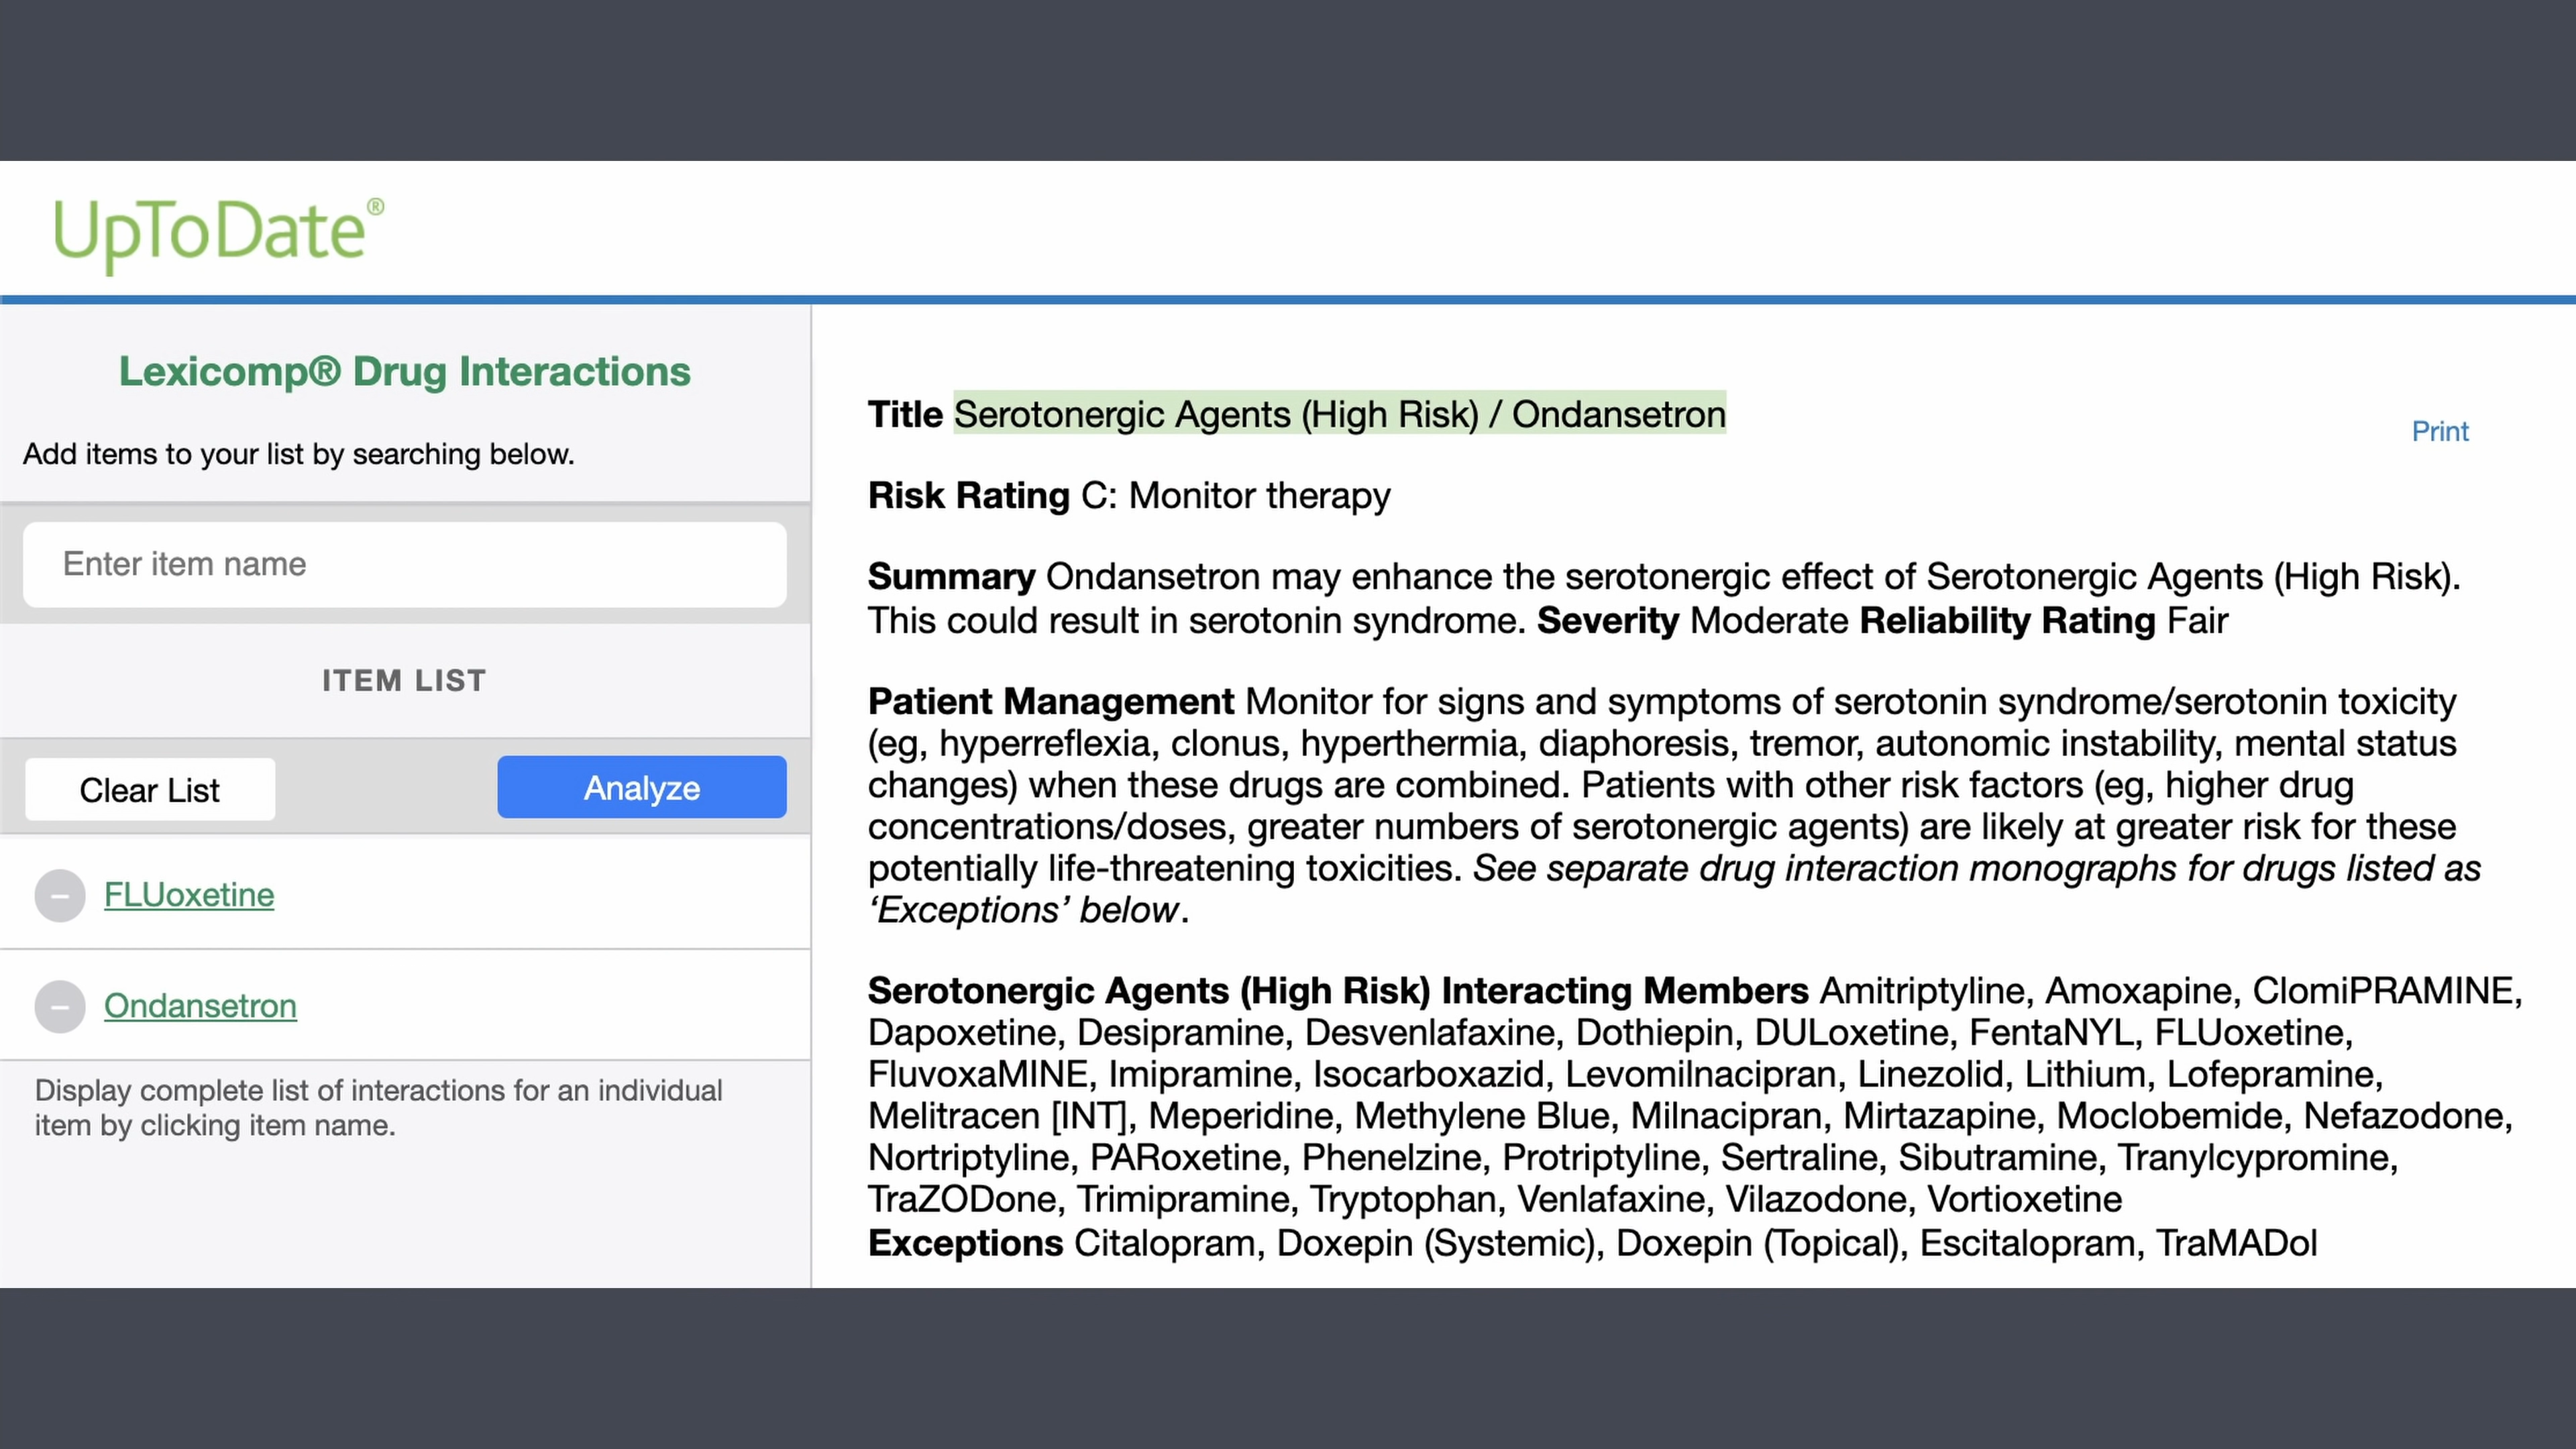 UpToDate®
Lexicomp® Drug Interactions
Add items to your list by searching below.
Enter item name
ITEM LIST
Clear List
Analyze
FLUoxetine
Ondansetron
Display complete list of interactions for an individual
item by clicking item name.
Title Serotonergic Agents (High Risk) / Ondansetron
Print
Risk Rating C: Monitor therapy
Summary Ondansetron may enhance the serotonergic effect of Serotonergic Agents (High Risk).
This could result in serotonin syndrome. Severity Moderate Reliability Rating Fair
Patient Management Monitor for signs and symptoms of serotonin syndrome/serotonin toxicity
(eg, hyperreflexia, clonus, hyperthermia, diaphoresis, tremor, autonomic instability, mental status
changes) when these drugs are combined. Patients with other risk factors (eg, higher drug
concentrations/doses, greater numbers of serotonergic agents) are likely at greater risk for these
potentially life-threatening toxicities. See separate drug interaction monographs for drugs listed as
‘Exceptions’ below.
Serotonergic Agents (High Risk) Interacting Members Amitriptyline, Amoxapine, ClomiPRAMINE,
Dapoxetine, Desipramine, Desvenlafaxine, Dothiepin, DULoxetine, FentaNYL, FLUoxetine,
FluvoxaMINE, Imipramine, Isocarboxazid, Levomilnacipran, Linezolid, Lithium, Lofepramine,
Melitracen [INT], Meperidine, Methylene Blue, Milnacipran, Mirtazapine, Moclobemide, Nefazodone,
Nortriptyline, PARoxetine, Phenelzine, Protriptyline, Sertraline, Sibutramine, Tranylcypromine,
TraZODone, Trimipramine, Tryptophan, Venlafaxine, Vilazodone, Vortioxetine
Exceptions Citalopram, Doxepin (Systemic), Doxepin (Topical), Escitalopram, TraMADol